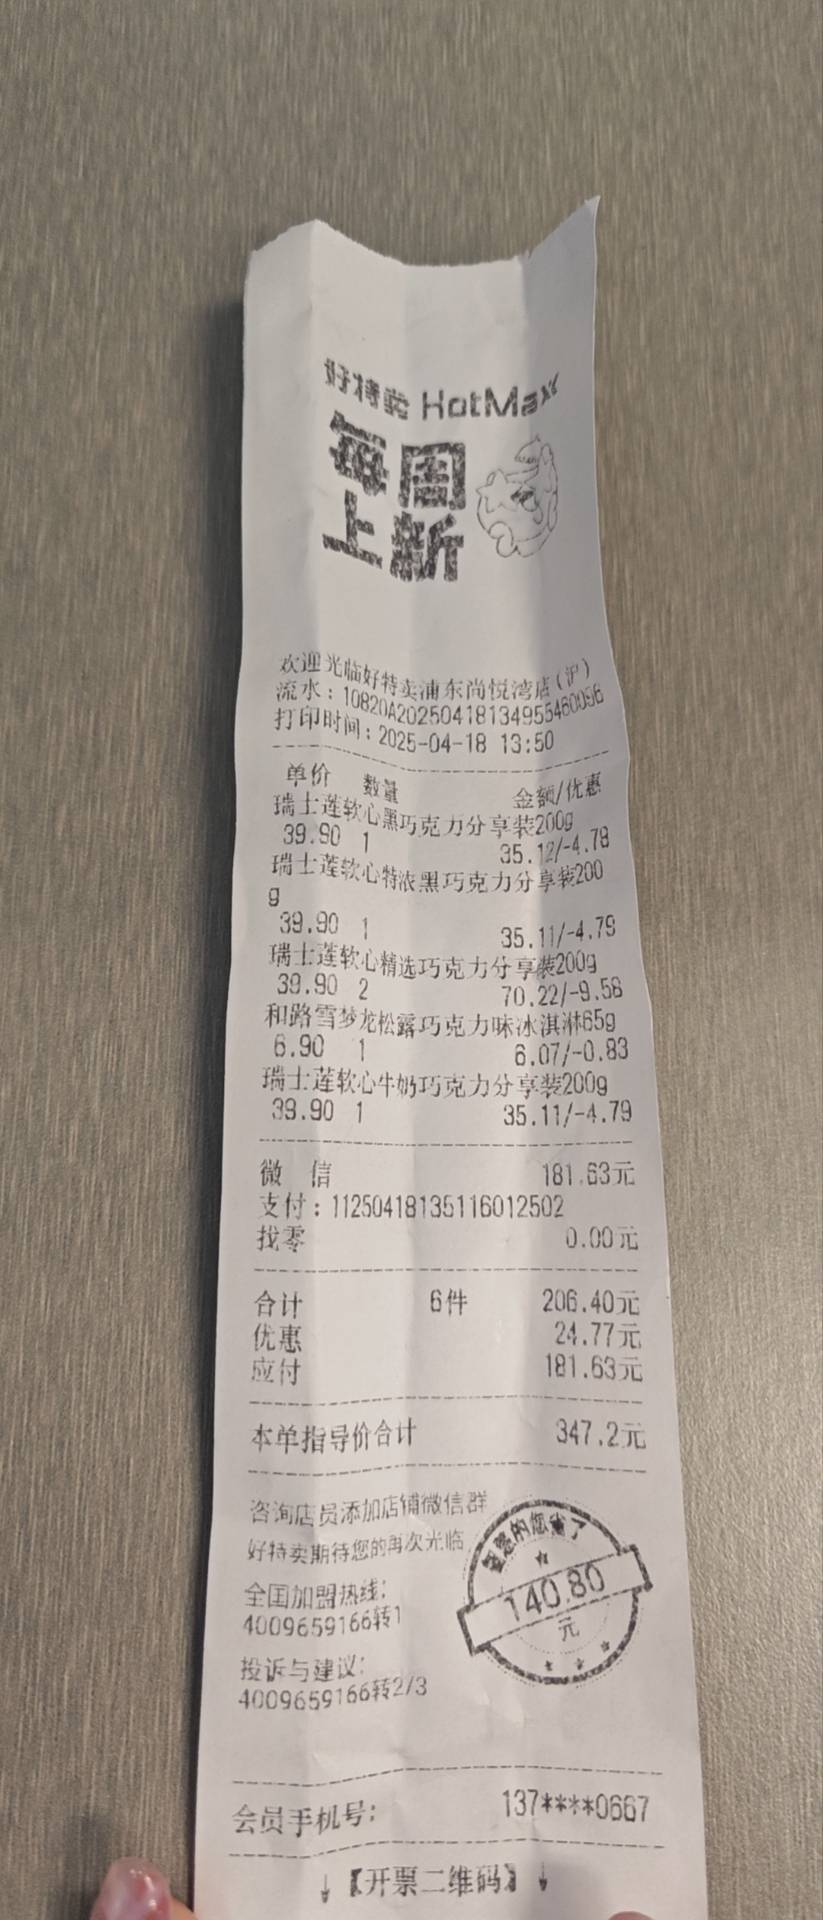 好特卖 HotMaxx
每周
上新
欢迎光临好特卖浦东尚悦湾店(沪)
流水：10820A20250418134955460096
打印时间：2025-04-18 13:50
单价 数量 金额/优惠
瑞士莲软心黑巧克力分享装200g
39.90 1 35.12/-4.78
瑞士莲软心特浓黑巧克力分享装200
g
39.90 1 35.11/-4.79
瑞士莲软心精选巧克力分享装200g
39.90 2 70.22/-9.58
和路雪梦龙松露巧克力味冰淇淋65g
6.90 1 6.07/-0.83
瑞士莲软心牛奶巧克力分享装200g
39.90 1 35.11/-4.79
微 信 181.63元
支付：11250418135116012502
找零 0.00元
合计 6件 206.40元
优惠 24.77元
应付 181.63元
本单指导价合计 347.2元
咨询店员添加店铺微信群
好特卖期待您的再次光临
全国加盟热线：
4009659166转1
投诉与建议：
4009659166转2/3
智慧的您省了
140.80
元
会员手机号： 137****0667
↓【开票二维码】↓